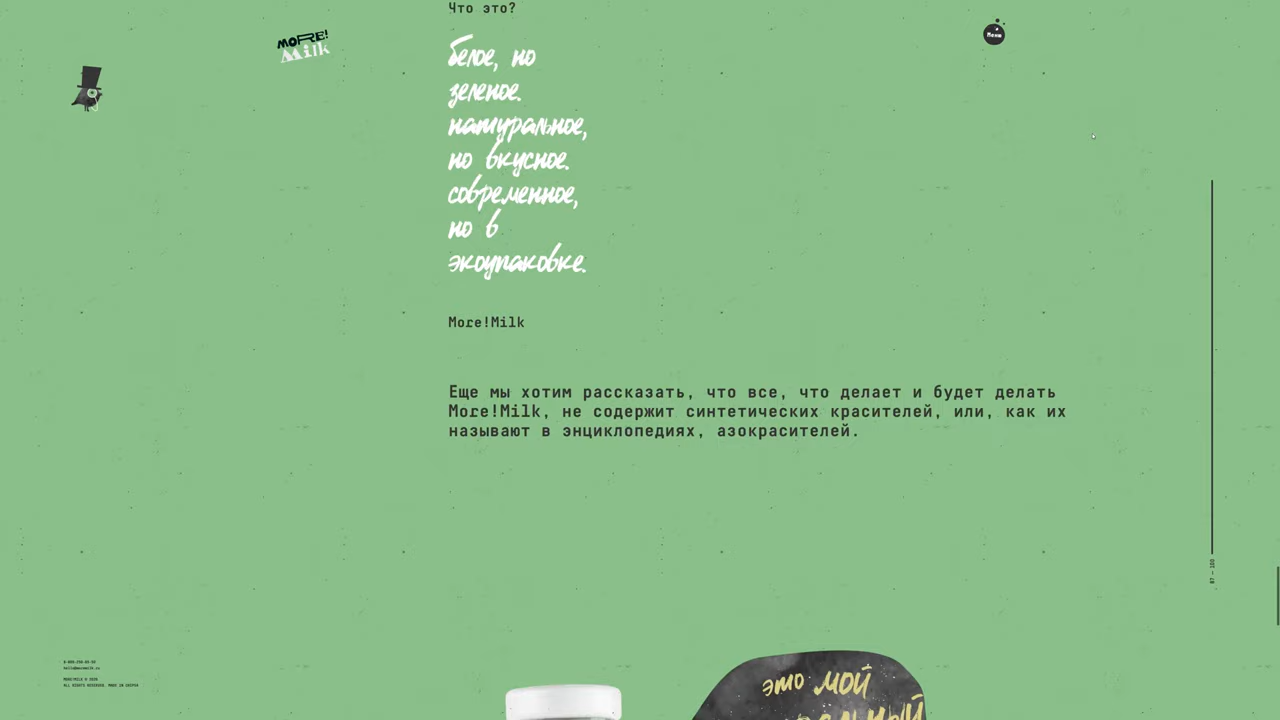 Что это?
MORE!
Milk
Меню
белое, но
зеленое.
натуральное,
но вкусное.
современное,
но в
экоупаковке.
More!Milk
Еще мы хотим рассказать, что все, что делает и будет делать
More!Milk, не содержит синтетических красителей, или, как их
называют в энциклопедиях, азокрасителей.
это мой